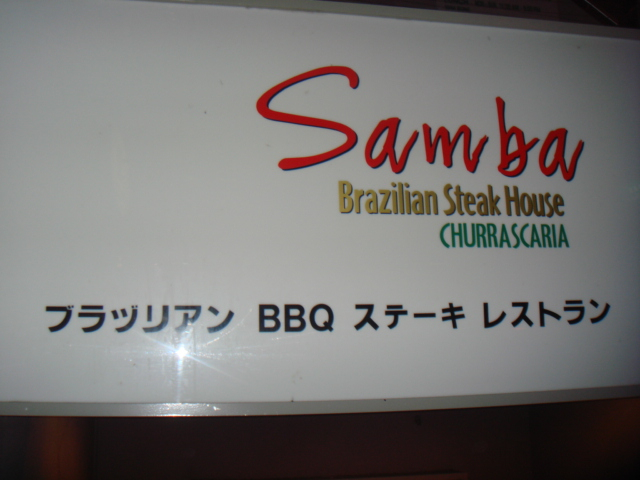 Samba
Brazilian Steak House
CHURRASCARIA
ブラヅリアン BBQ ステーキ レストラン